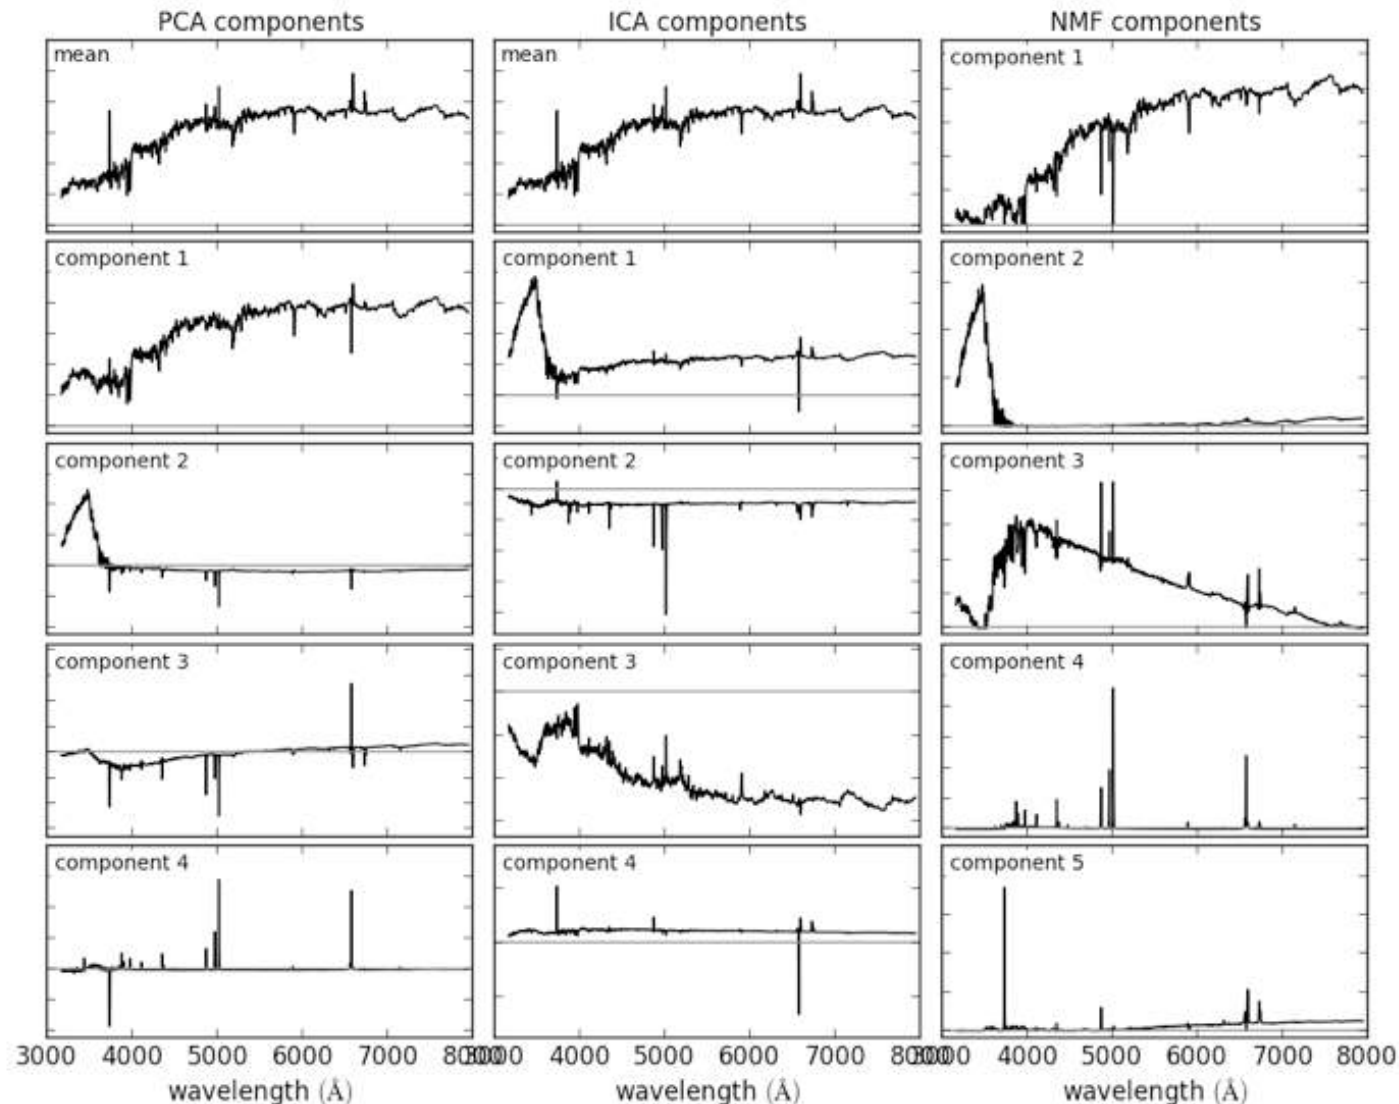 PCA components ICA components NMF components
mean mean component 1
component 1 component 1 component 2
component 2 component 2 component 3
component 3 component 3 component 4
component 4 component 4 component 5
3000 4000 5000 6000 7000 8000 3000 4000 5000 6000 7000 8000 3000 4000 5000 6000 7000 8000
wavelength (Å) wavelength (Å) wavelength (Å)